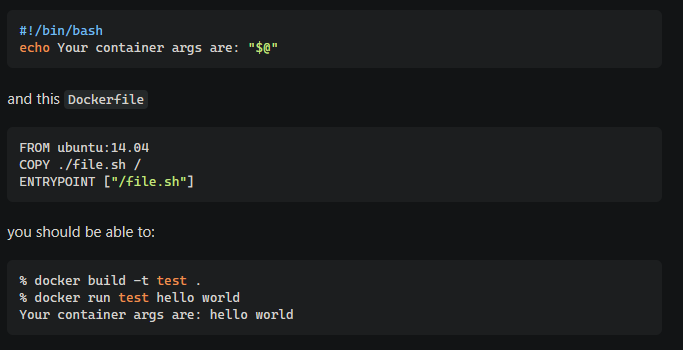 #!/bin/bash
echo Your container args are: "$@"
and this Dockerfile
FROM ubuntu:14.04
COPY ./file.sh /
ENTRYPOINT ["/file.sh"]
you should be able to:
% docker build -t test .
% docker run test hello world
Your container args are: hello world